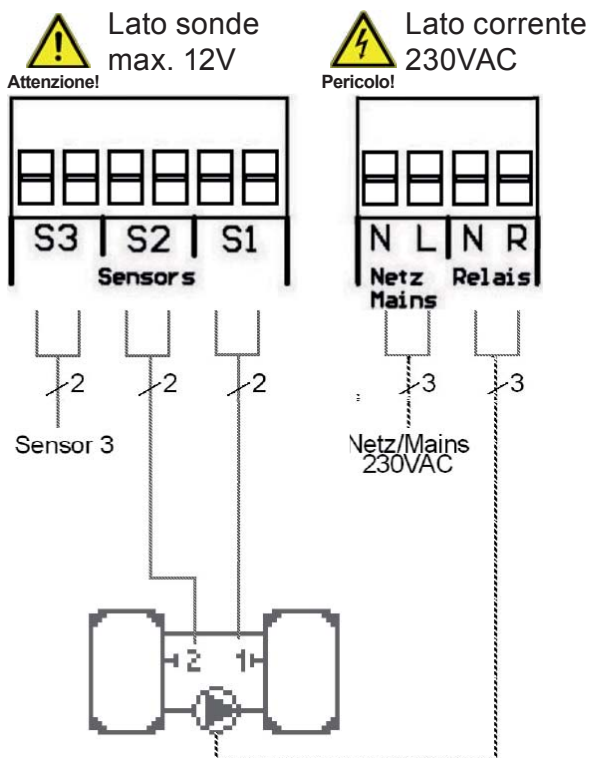 Lato sonde
max. 12V
Attenzione!
Lato corrente
230VAC
Pericolo!
S3 S2 S1
Sensors
N L N R
Netz Relais
Mains
2 2 2
3 3
Sensor 3
Netz/Mains
230VAC
2 1